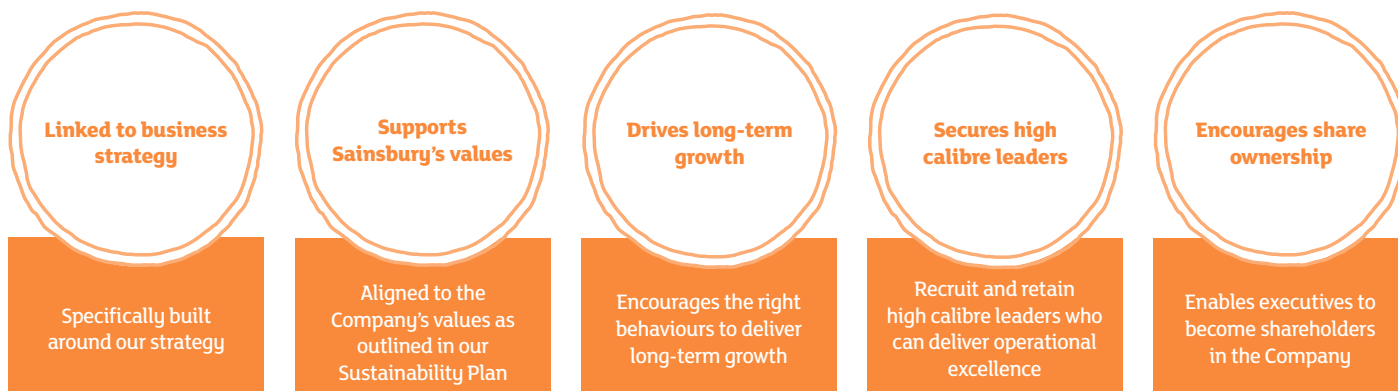 Linked to business
strategy
Specifically built
around our strategy
Supports
Sainsbury's values
Aligned to the
Company's values as
outlined in our
Sustainability Plan
Drives long-term
growth
Encourages the right
behaviours to deliver
long-term growth
Secures high
calibre leaders
Recruit and retain
high calibre leaders who
can deliver operational
excellence
Encourages share
ownership
Enables executives to
become shareholders
in the Company